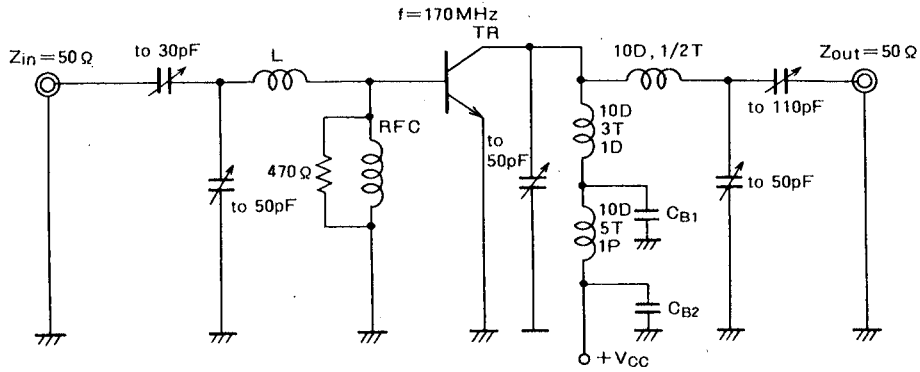 f=170MHz
TR
Zin=50Ω
to 30pF
L
10D, 1/2T
Zout=50Ω
to 110pF
RFC
470Ω
to 50pF
to
50pF
10D
3T
1D
to 50pF
CB1
10D
5T
1P
CB2
+VCC